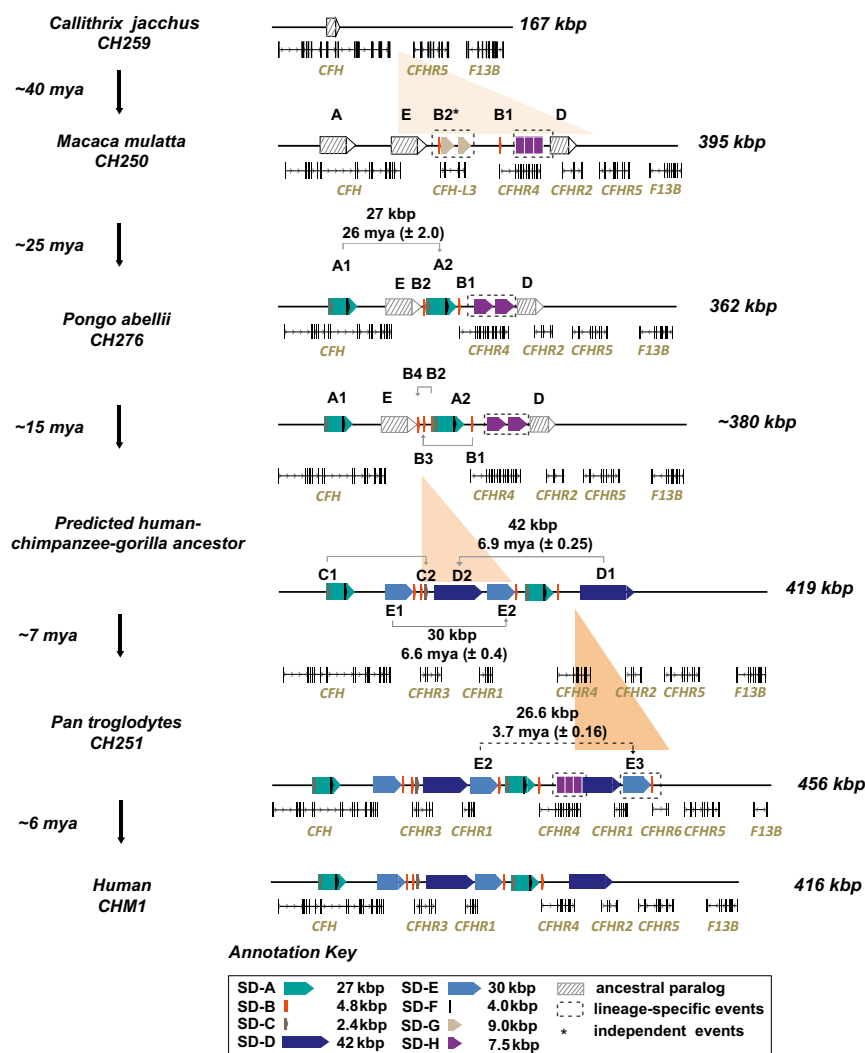 Callithrix jacchus
CH259
167 kbp
CFH CFHR5 F13B
~40 mya
A E B2* B1 D
Macaca mulatta
CH250
395 kbp
CFH CFH-L3 CFHR4 CFHR2 CFHR5 F13B
27 kbp
26 mya (± 2.0)
~25 mya
A1 A2
E B2 B1 D
Pongo abellii
CH276
362 kbp
CFH CFHR4 CFHR2 CFHR5 F13B
B4 B2
A1 E A2 D
~15 mya
~380 kbp
B3 B1
CFH CFHR4 CFHR2 CFHR5 F13B
Predicted human-
chimpanzee-gorilla ancestor
42 kbp
6.9 mya (± 0.25)
C1 C2 D2 D1
419 kbp
E1 E2
30 kbp
6.6 mya (± 0.4)
~7 mya
CFH CFHR3 CFHR1 CFHR4 CFHR2 CFHR5 F13B
Pan troglodytes
CH251
26.6 kbp
3.7 mya (± 0.16)
E2 E3
456 kbp
CFH CFHR3 CFHR1 CFHR4 CFHR1 CFHR6 CFHR5 F13B
~6 mya
Human
CHM1
416 kbp
CFH CFHR3 CFHR1 CFHR4 CFHR2 CFHR5 F13B
Annotation Key
SD-A 27 kbp SD-E 30 kbp ancestral paralog
SD-B 4.8 kbp SD-F 4.0 kbp lineage-specific events
SD-C 2.4 kbp SD-G 9.0 kbp * independent events
SD-D 42 kbp SD-H 7.5 kbp